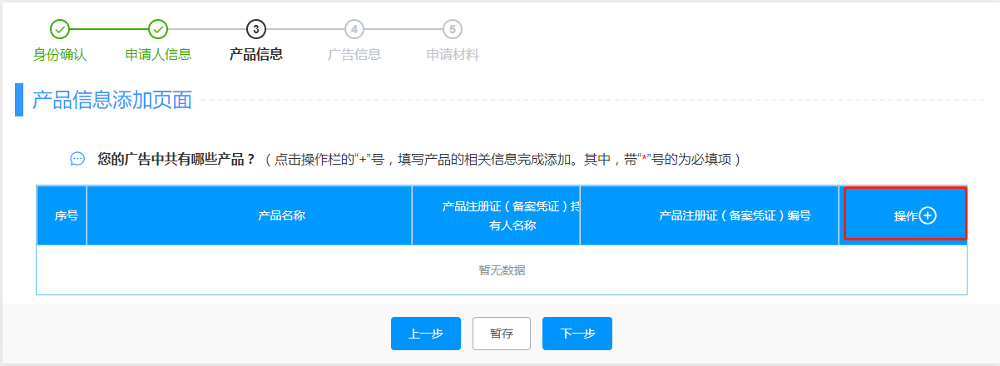 3 4 5
身份确认 申请人信息 产品信息 广告信息 申请材料
产品信息添加页面
您的广告中共有哪些产品？（点击操作栏的“+”号，填写产品的相关信息完成添加。其中，带“*”号的为必填项）
序号 产品名称 产品注册证（备案凭证）持 产品注册证（备案凭证）编号 操作
有人名称
暂无数据
上一步 暂存 下一步